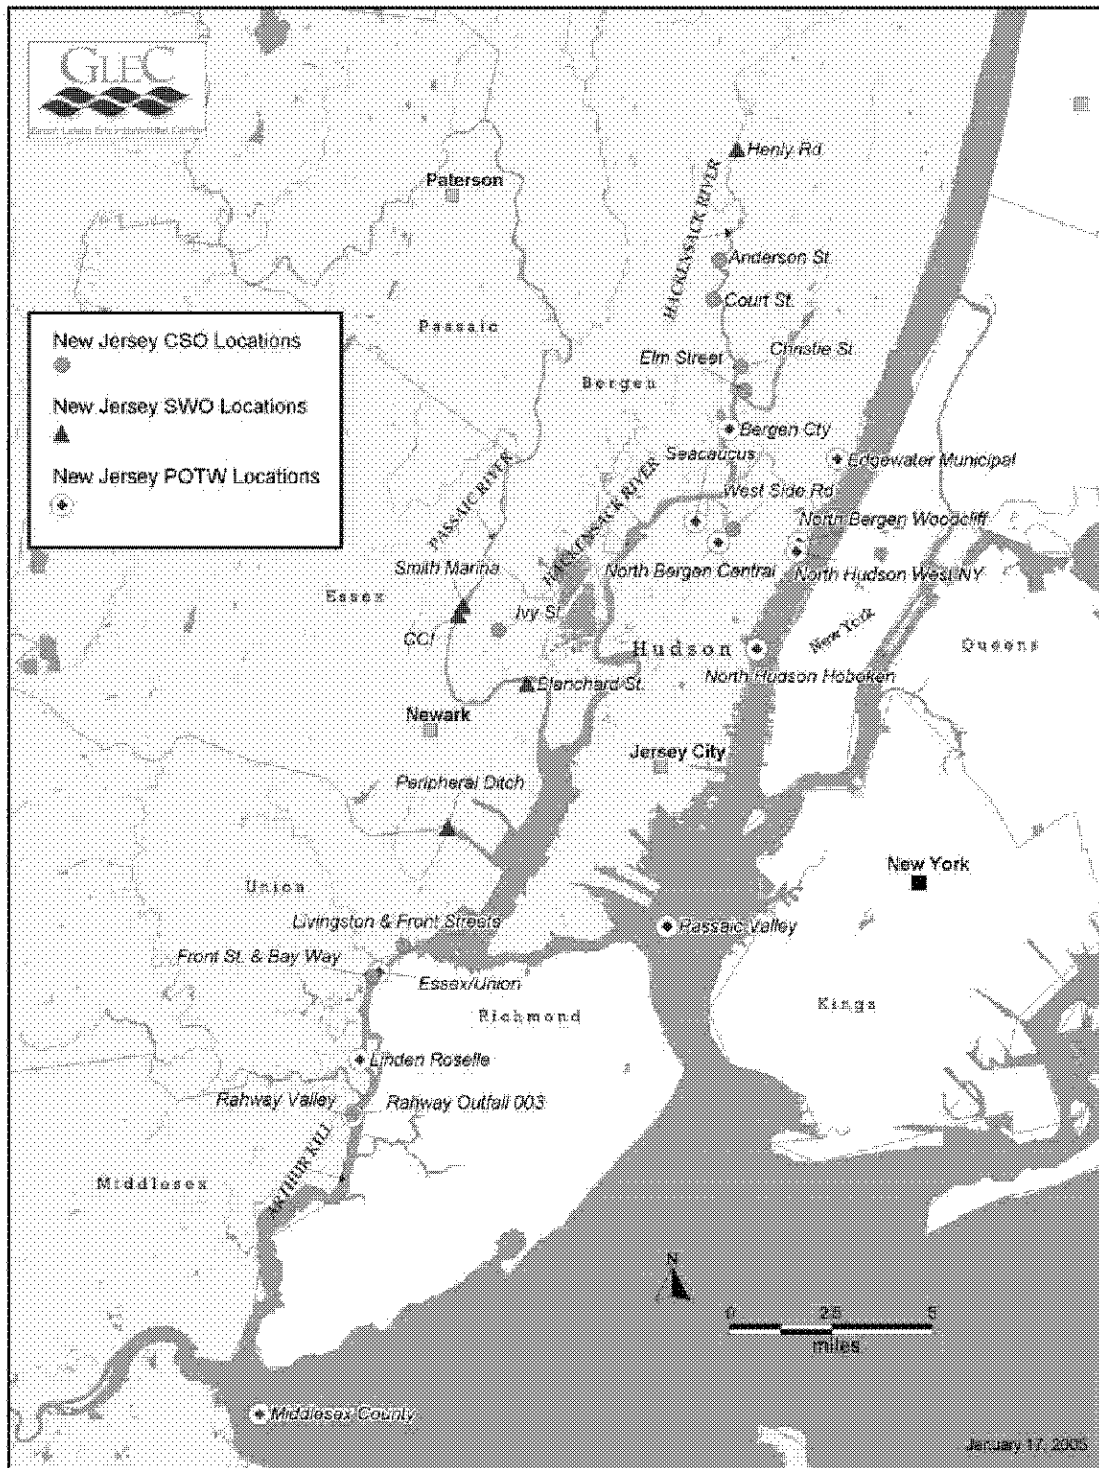 GLEC
Henly Rd
Paterson
HACKENSACK RIVER
Anderson St.
Court St.
Passaic
New Jersey CSO Locations
New Jersey SWO Locations
New Jersey POTW Locations
Elm Street
Christie St.
Bergen
Bergen Cty
Seacaucus
Edgewater Municipal
PASSAIC RIVER
HACKENSACK RIVER
West Side Rd
North Bergen Woodcliff
North Bergen Central
North Hudson West NY
Smith Marina
Essex
Ivy St
CCI
New York
Hudson
Queens
North Hudson Hoboken
Blanchard St.
Newark
Jersey City
Peripheral Ditch
New York
Union
Livingston & Front Streets
Passaic Valley
Front St. & Bay Way
Essex/Union
Richmond
Kings
Linden Roselle
Rahway Valley
Rahway Outfall 003
ARTHUR KILL
Middlesex
N
0 2.5 5
miles
Middlesex County
January 17, 2005